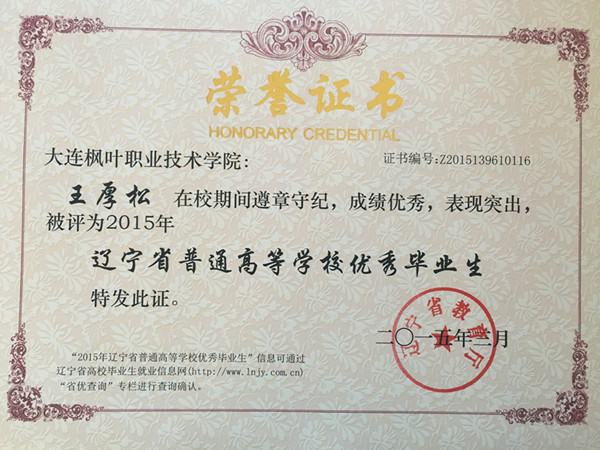 荣誉证书
HONORARY CREDENTIAL
大连枫叶职业技术学院:
证书编号:Z2015139610116
王厚松 在校期间遵章守纪，成绩优秀，表现突出，
被评为2015年
辽宁省普通高等学校优秀毕业生
特发此证。
辽宁省教育厅
二〇一五年三月
“2015年辽宁省普通高等学校优秀毕业生”信息可通过
辽宁省高校毕业生就业信息网(http://www.lnjy.com.cn)
“省优查询”专栏进行查询确认。